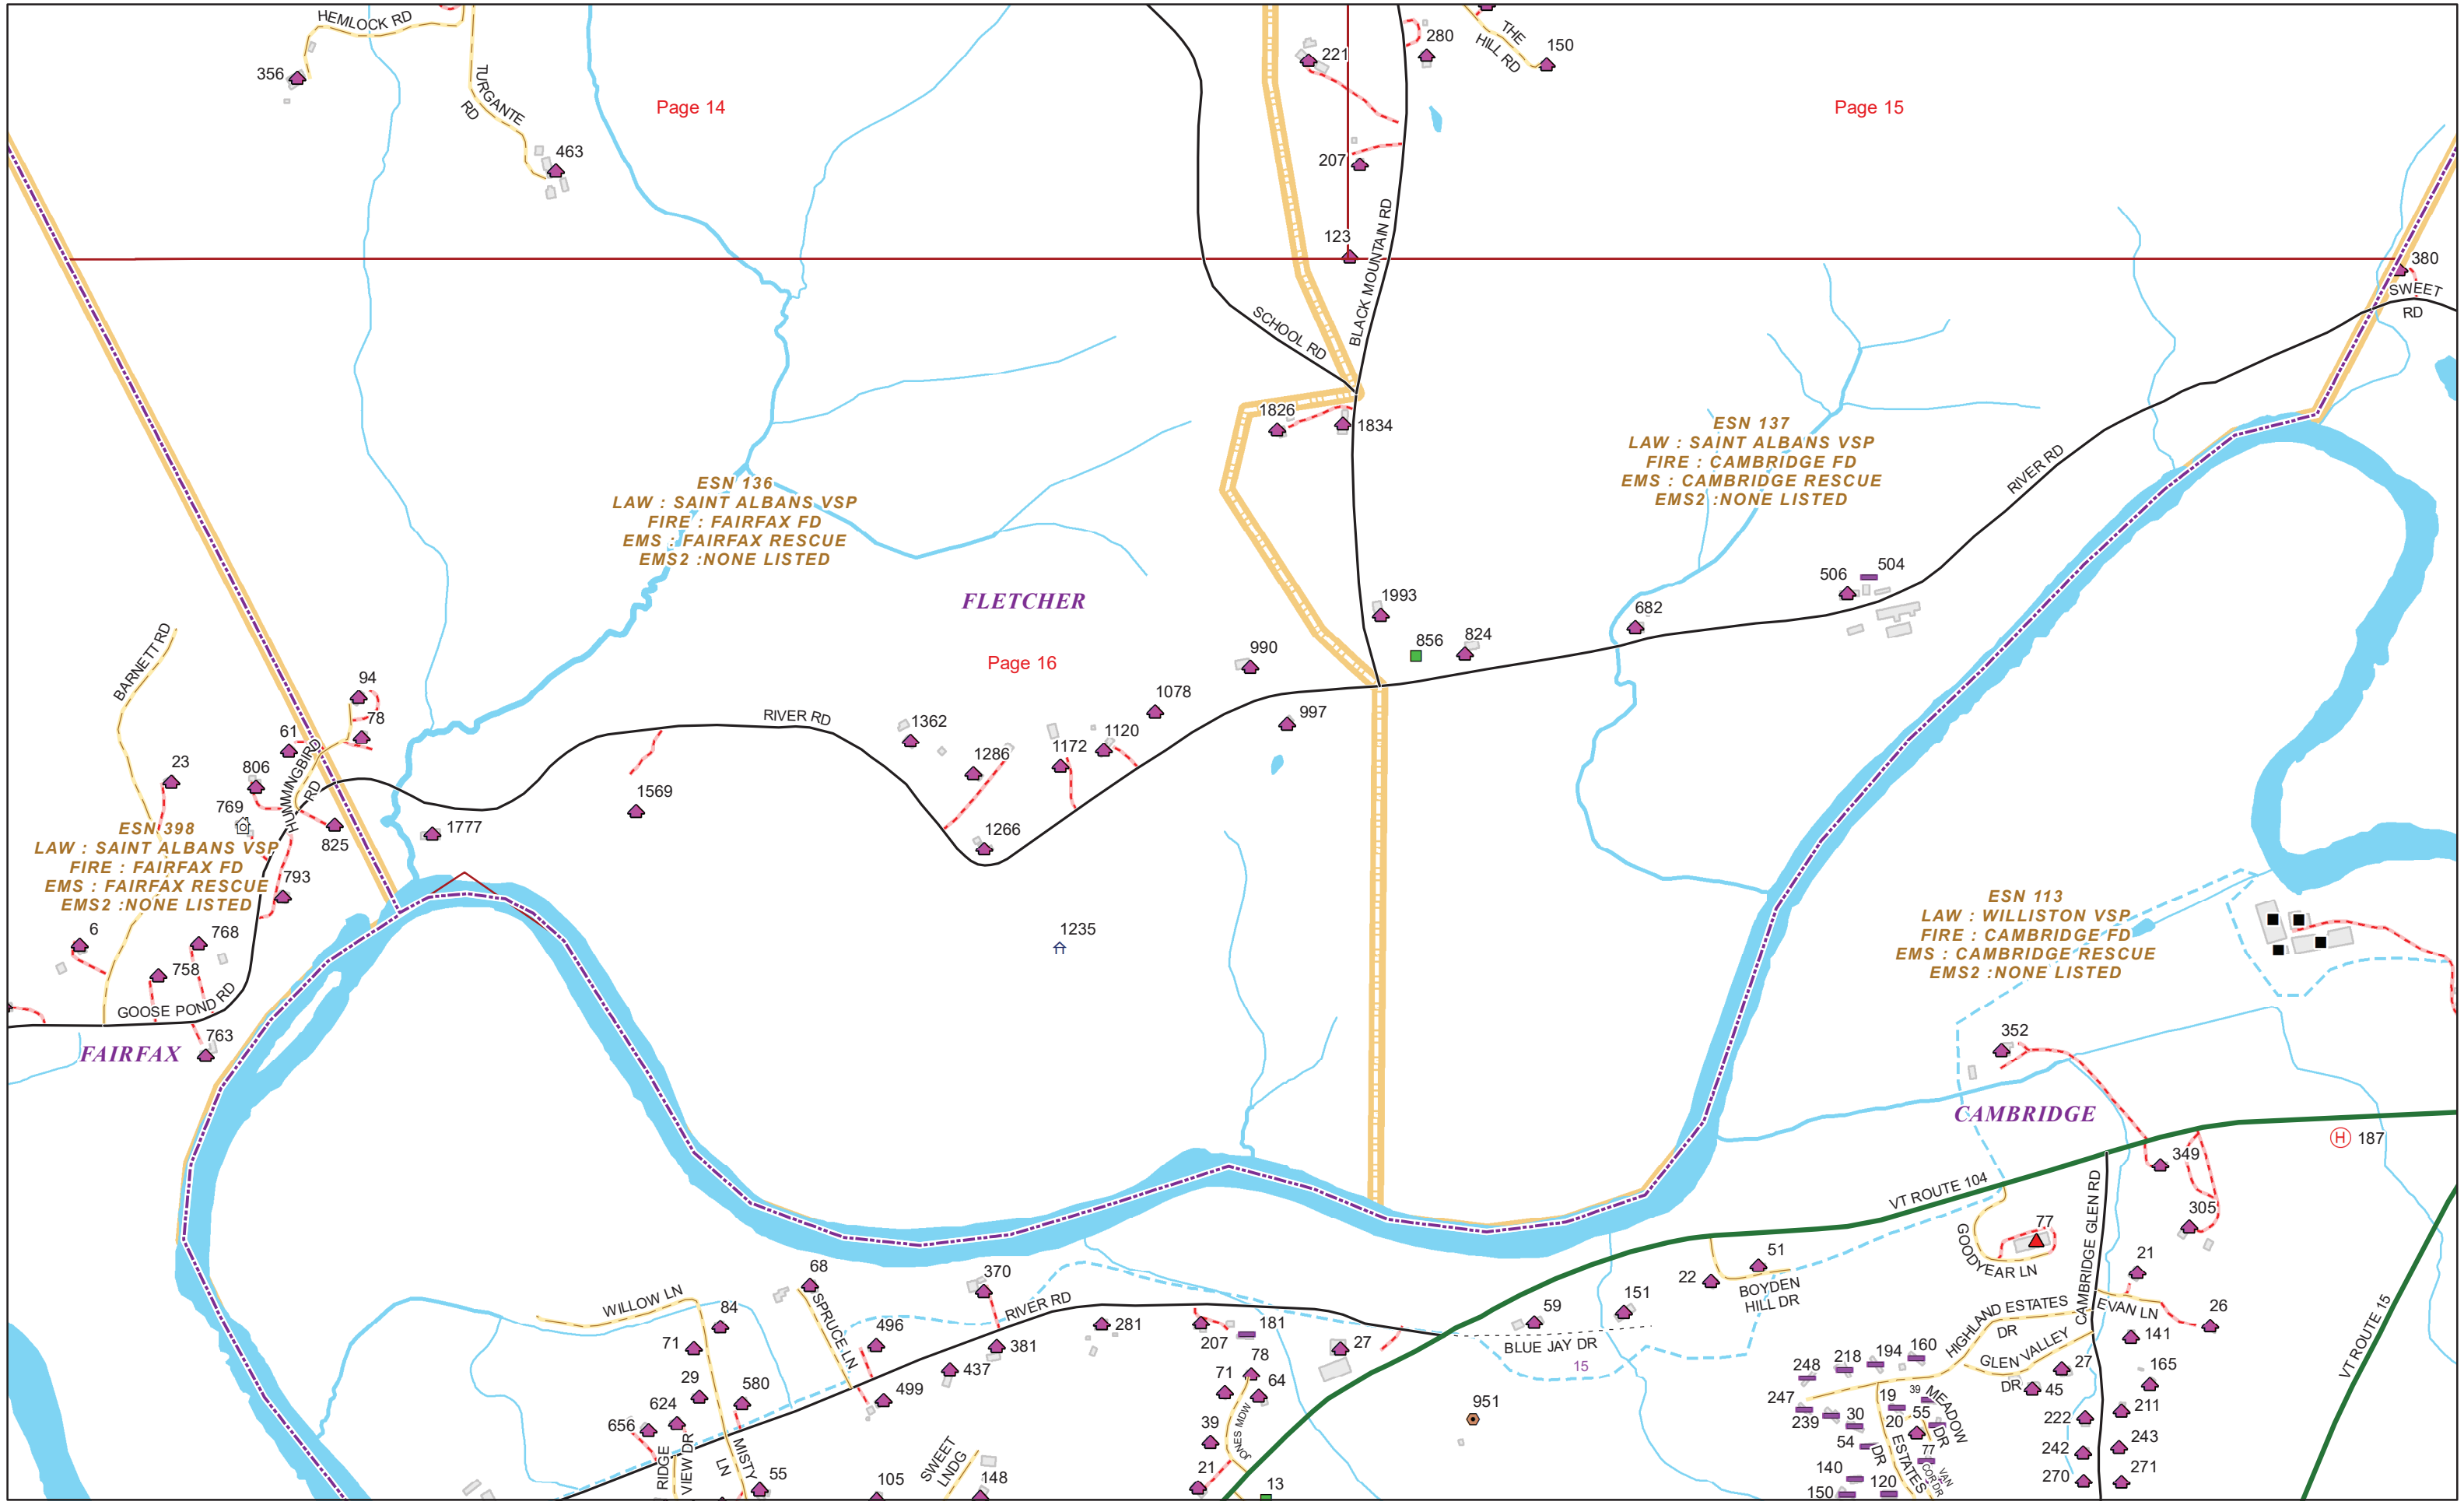 HEMLOCK RD
356
TURGANTE
RD
463
Page 14
221
280
THE
HILL RD
150
Page 15
207
123
BLACK MOUNTAIN RD
SCHOOL RD
380
SWEET
RD
1826
1834
ESN 137
LAW : SAINT ALBANS VSP
FIRE : CAMBRIDGE FD
EMS : CAMBRIDGE RESCUE
EMS2 :NONE LISTED
RIVER RD
ESN 136
LAW : SAINT ALBANS VSP
FIRE : FAIRFAX FD
EMS : FAIRFAX RESCUE
EMS2 :NONE LISTED
FLETCHER
Page 16
1993
856
824
682
506
504
990
997
1078
1120
1172
1286
1362
1266
RIVER RD
1569
1777
1235
BARNETT RD
94
78
61
HUMMINGBIRD
RD
23
806
769
825
793
ESN 398
LAW : SAINT ALBANS VSP
FIRE : FAIRFAX FD
EMS : FAIRFAX RESCUE
EMS2 :NONE LISTED
6
768
758
GOOSE POND RD
763
FAIRFAX
ESN 113
LAW : WILLISTON VSP
FIRE : CAMBRIDGE FD
EMS : CAMBRIDGE RESCUE
EMS2 :NONE LISTED
352
CAMBRIDGE
H 187
349
305
VT ROUTE 104
77
GOODYEAR LN
CAMBRIDGE GLEN RD
21
EVAN LN
26
VT ROUTE 15
51
22
BOYDEN
HILL DR
151
59
BLUE JAY DR
15
951
HIGHLAND ESTATES
DR
GLEN VALLEY
DR
27
45
141
165
211
222
243
242
271
270
248
218
194
160
247
239
30
54
140
150
120
19
39
20
55
77
MEADOW
DR
ESTATES
DR
VAN
COR DR
68
370
WILLOW LN
84
71
SPRUCE LN
496
RIVER RD
281
381
437
499
207
181
27
78
71
64
39
JONES MDW
21
13
29
580
624
656
RIDGE
VIEW DR
MISTY
LN
55
105
SWEET
LNDG
148